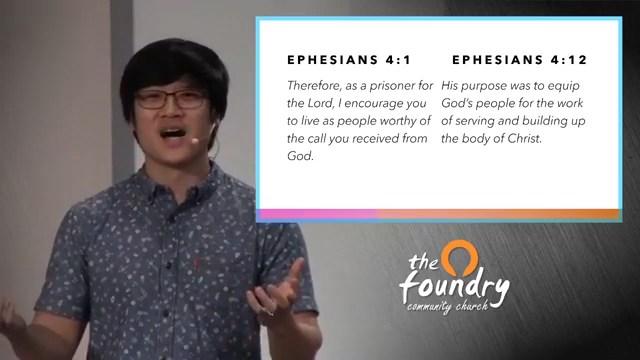 EPHESIANS 4:1
Therefore, as a prisoner for
the Lord, I encourage you
to live as people worthy of
the call you received from
God.
EPHESIANS 4:12
His purpose was to equip
God's people for the work
of serving and building up
the body of Christ.
the
foundry
community church